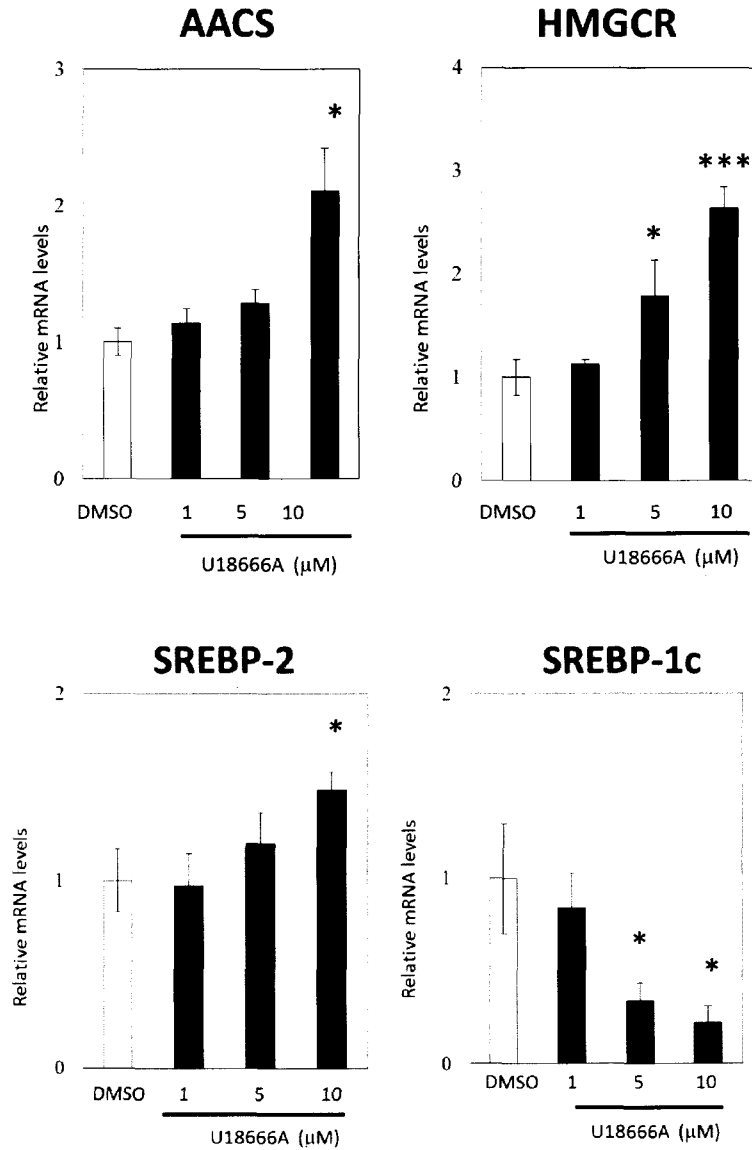 AACS
3
2
1
0
Relative mRNA levels
*
DMSO 1 5 10
U18666A (μM)
HMGCR
4
3
2
1
0
Relative mRNA levels
*
***
DMSO 1 5 10
U18666A (μM)
SREBP-2
2
1
0
Relative mRNA levels
*
DMSO 1 5 10
U18666A (μM)
SREBP-1c
2
1
0
Relative mRNA levels
*
*
DMSO 1 5 10
U18666A (μM)